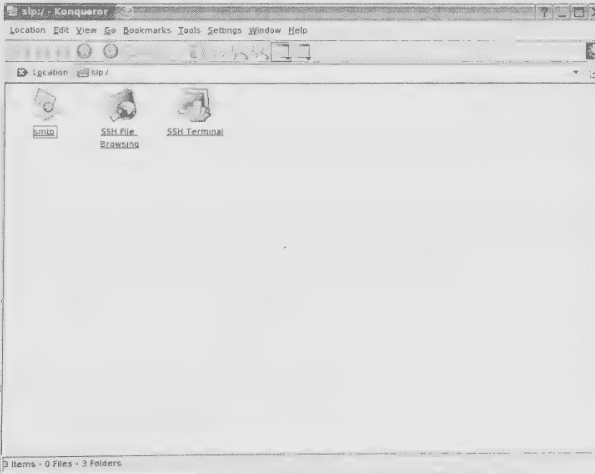 slp:/ - Konqueror
Location Edit View Go Bookmarks Tools Settings Window Help
Location slp:/
smtp
SSH File
Browsing
SSH Terminal
3 Items - 0 Files - 3 Folders